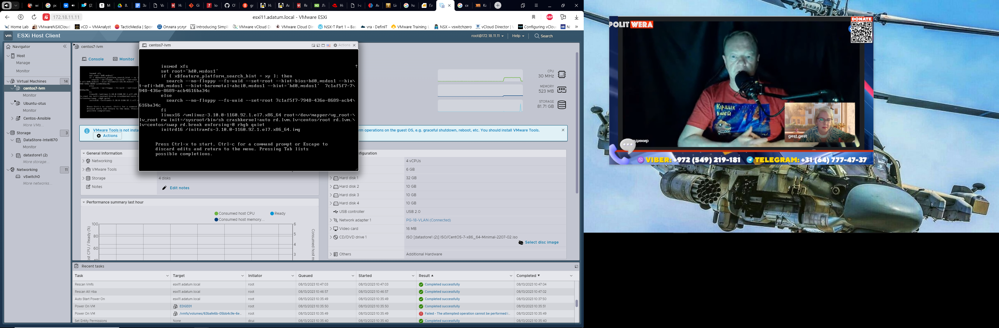 172.18.11.11
esxi11.adatum.local - VMware ESXi
ABP
Home Lab
VMwareNSXCloud
vCD – VMAnalyst
TacticMedia | Spon
Оплата услуг
Introducing Simpli
VMware vCloud Di
VMware Cloud Dire
NSX-T Part 1 – Bas
vra · DefinIT
VMware Training L
NSX – vswitchzero
vCloud Director | V
Configuring vClou
vm ESXi Host Client
root@172.18.11.11
Help
Search
Navigator
Host
Manage
Monitor
Virtual Machines 14
centos7-lvm
Monitor
Ubuntu-otus
Monitor
Centos-Ansible
More VMs...
Storage 3
DataStore-Intel670
Monitor
datastore1 (2)
More storage...
Networking 11
vSwitch0
More networks...
centos7-lvm
Console
Monitor
centos7-lvm
Actions
insmod xfs
set root='hd0,msdos1'
if [ x$feature_platform_search_hint = xy ]; then
search --no-floppy --fs-uuid --set=root --hint-bios=hd0,msdos1 --hin\
t-efi=hd0,msdos1 --hint-baremetal=ahci0,msdos1 --hint='hd0,msdos1' 7c1af5f7-7\
948-436e-8689-acb4616ba34c
else
search --no-floppy --fs-uuid --set=root 7c1af5f7-7948-436e-8689-acb4\
616ba34c
fi
linux16 /vmlinuz-3.10.0-1160.92.1.el7.x86_64 root=/dev/mapper/vg_root-\
lv_root rw init=/sysroot/bin/sh crashkernel=auto rd.lvm.lv=centos/root rd.lvm.\
lv=centos/swap rd.break enforsing=0 rhgb quiet
initrd16 /initramfs-3.10.0-1160.92.1.el7.x86_64.img
Press Ctrl-x to start, Ctrl-c for a command prompt or Escape to
discard edits and return to the menu. Pressing Tab lists
possible completions.
CPU
30 MHz
MEMORY
523 MB
STORAGE
81.71 GB
VMware Tools is not insta
rm operations on the guest OS, e.g. graceful shutdown, reboot, etc. You should install VMware Tools.
Actions
General Information
Networking
VMware Tools
Storage 4 disks
Notes
Edit notes
Performance summary last hour
Consumed host CPU
Ready
Consumed host memory...
100
80
60
6
5
4
3
ost CPU / Ready (%)
Consumed host m
nfiguration
4 vCPUs
6 GB
Hard disk 1 32 GB
Hard disk 2 10 GB
Hard disk 3 10 GB
Hard disk 4 10 GB
USB controller USB 2.0
Network adapter 1 PG-18-VLAN (Connected)
Video card 16 MB
CD/DVD drive 1 ISO [datastore1 (2)] ISO/CentOS-7-x86_64-Minimal-2207-02.iso
Select disc image
Others Additional Hardware
Recent tasks
Task Target Initiator Queued Started Result Completed
Rescan Vmfs esxi11.adatum.local root 08/13/2023 10:47:03 08/13/2023 10:47:03 Completed successfully 08/13/2023 10:47:04
Rescan All Hba esxi11.adatum.local root 08/13/2023 10:46:57 08/13/2023 10:46:57 Completed successfully 08/13/2023 10:47:02
Auto Start Power On esxi11.adatum.local root 08/13/2023 10:35:49 08/13/2023 10:35:49 Completed successfully 08/13/2023 10:37:50
Power On VM EDGE01 root 08/13/2023 10:35:50 08/13/2023 10:35:50 Completed successfully 08/13/2023 10:35:51
Power On VM /vmfs/volumes/63bafe6b-05bb4c9e-6e... root 08/13/2023 10:35:49 08/13/2023 10:35:49 Failed - The attempted operation cannot be performed i... 08/13/2023 10:35:49
Set Entity Permissions None dcui 08/13/2023 10:35:40 08/13/2023 10:35:40 Completed successfully 08/13/2023 10:35:40
POLIT WERA
DONATE
КІРДЫК
gest gest
димир
VIBER: +972 (549) 219-181 TELEGRAM: +31 (64) 777-47-37